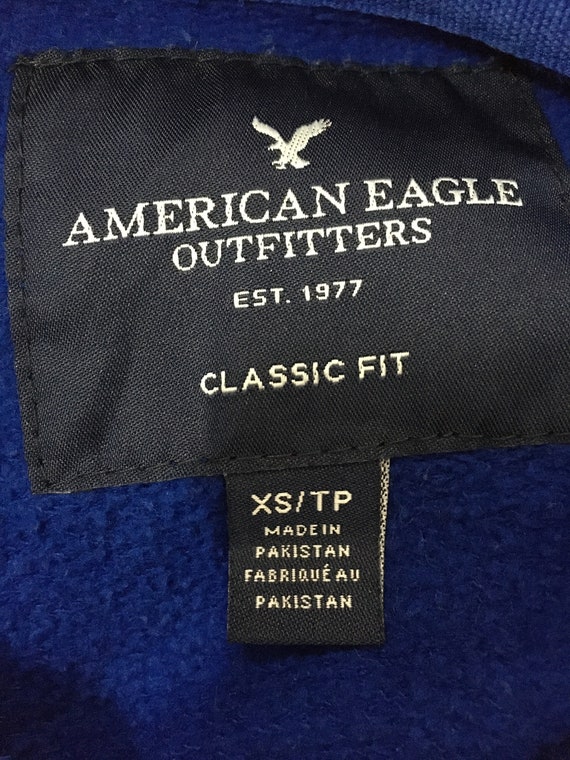 AMERICAN EAGLE
OUTFITTERS
EST. 1977
CLASSIC FIT
XS/TP
MADE IN
PAKISTAN
FABRIQUÉ AU
PAKISTAN